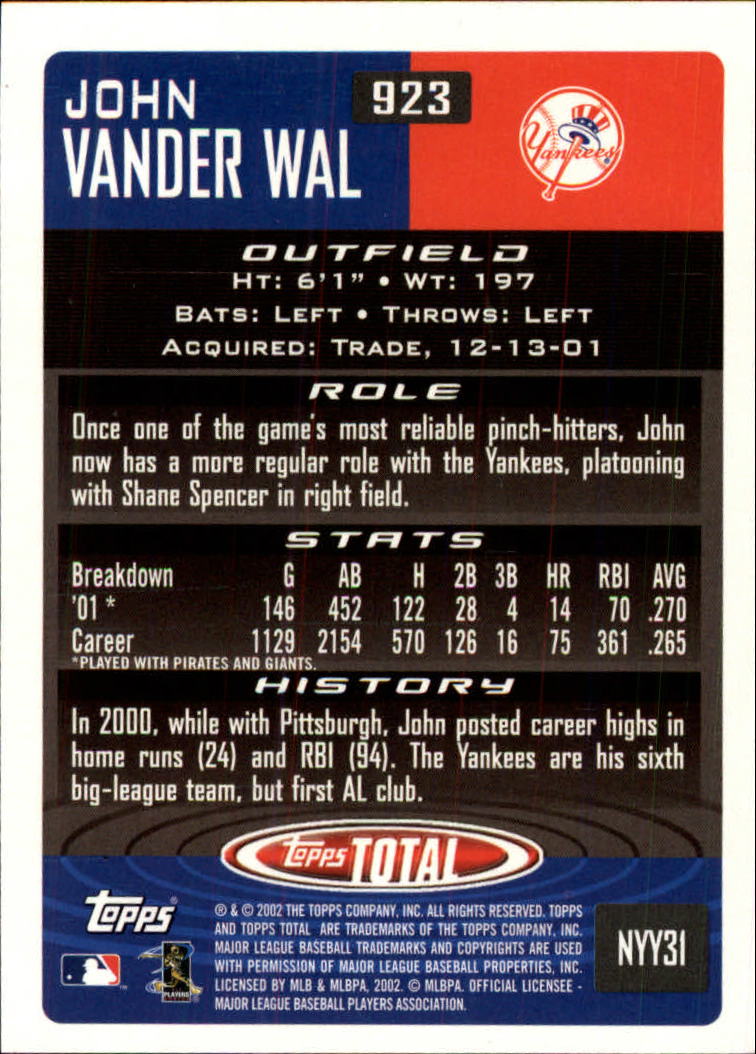 JOHN
VANDER WAL
923
Yankees
OUTFIELD
HT: 6'1" • WT: 197
BATS: LEFT • THROWS: LEFT
ACQUIRED: TRADE, 12-13-01
ROLE
Once one of the game's most reliable pinch-hitters, John
now has a more regular role with the Yankees, platooning
with Shane Spencer in right field.
STATS
Breakdown G AB H 2B 3B HR RBI AVG
'01 * 146 452 122 28 4 14 70 .270
Career 1129 2154 570 126 16 75 361 .265
*PLAYED WITH PIRATES AND GIANTS.
HISTORY
In 2000, while with Pittsburgh, John posted career highs in
home runs (24) and RBI (94). The Yankees are his sixth
big-league team, but first AL club.
topps TOTAL
topps®
® & © 2002 THE TOPPS COMPANY, INC. ALL RIGHTS RESERVED. TOPPS
AND TOPPS TOTAL ARE TRADEMARKS OF THE TOPPS COMPANY, INC.
MAJOR LEAGUE BASEBALL TRADEMARKS AND COPYRIGHTS ARE USED
WITH PERMISSION OF MAJOR LEAGUE BASEBALL PROPERTIES, INC.
LICENSED BY MLB & MLBPA, 2002. © MLBPA. OFFICIAL LICENSEE -
MAJOR LEAGUE BASEBALL PLAYERS ASSOCIATION.
PLAYERS
NYY31